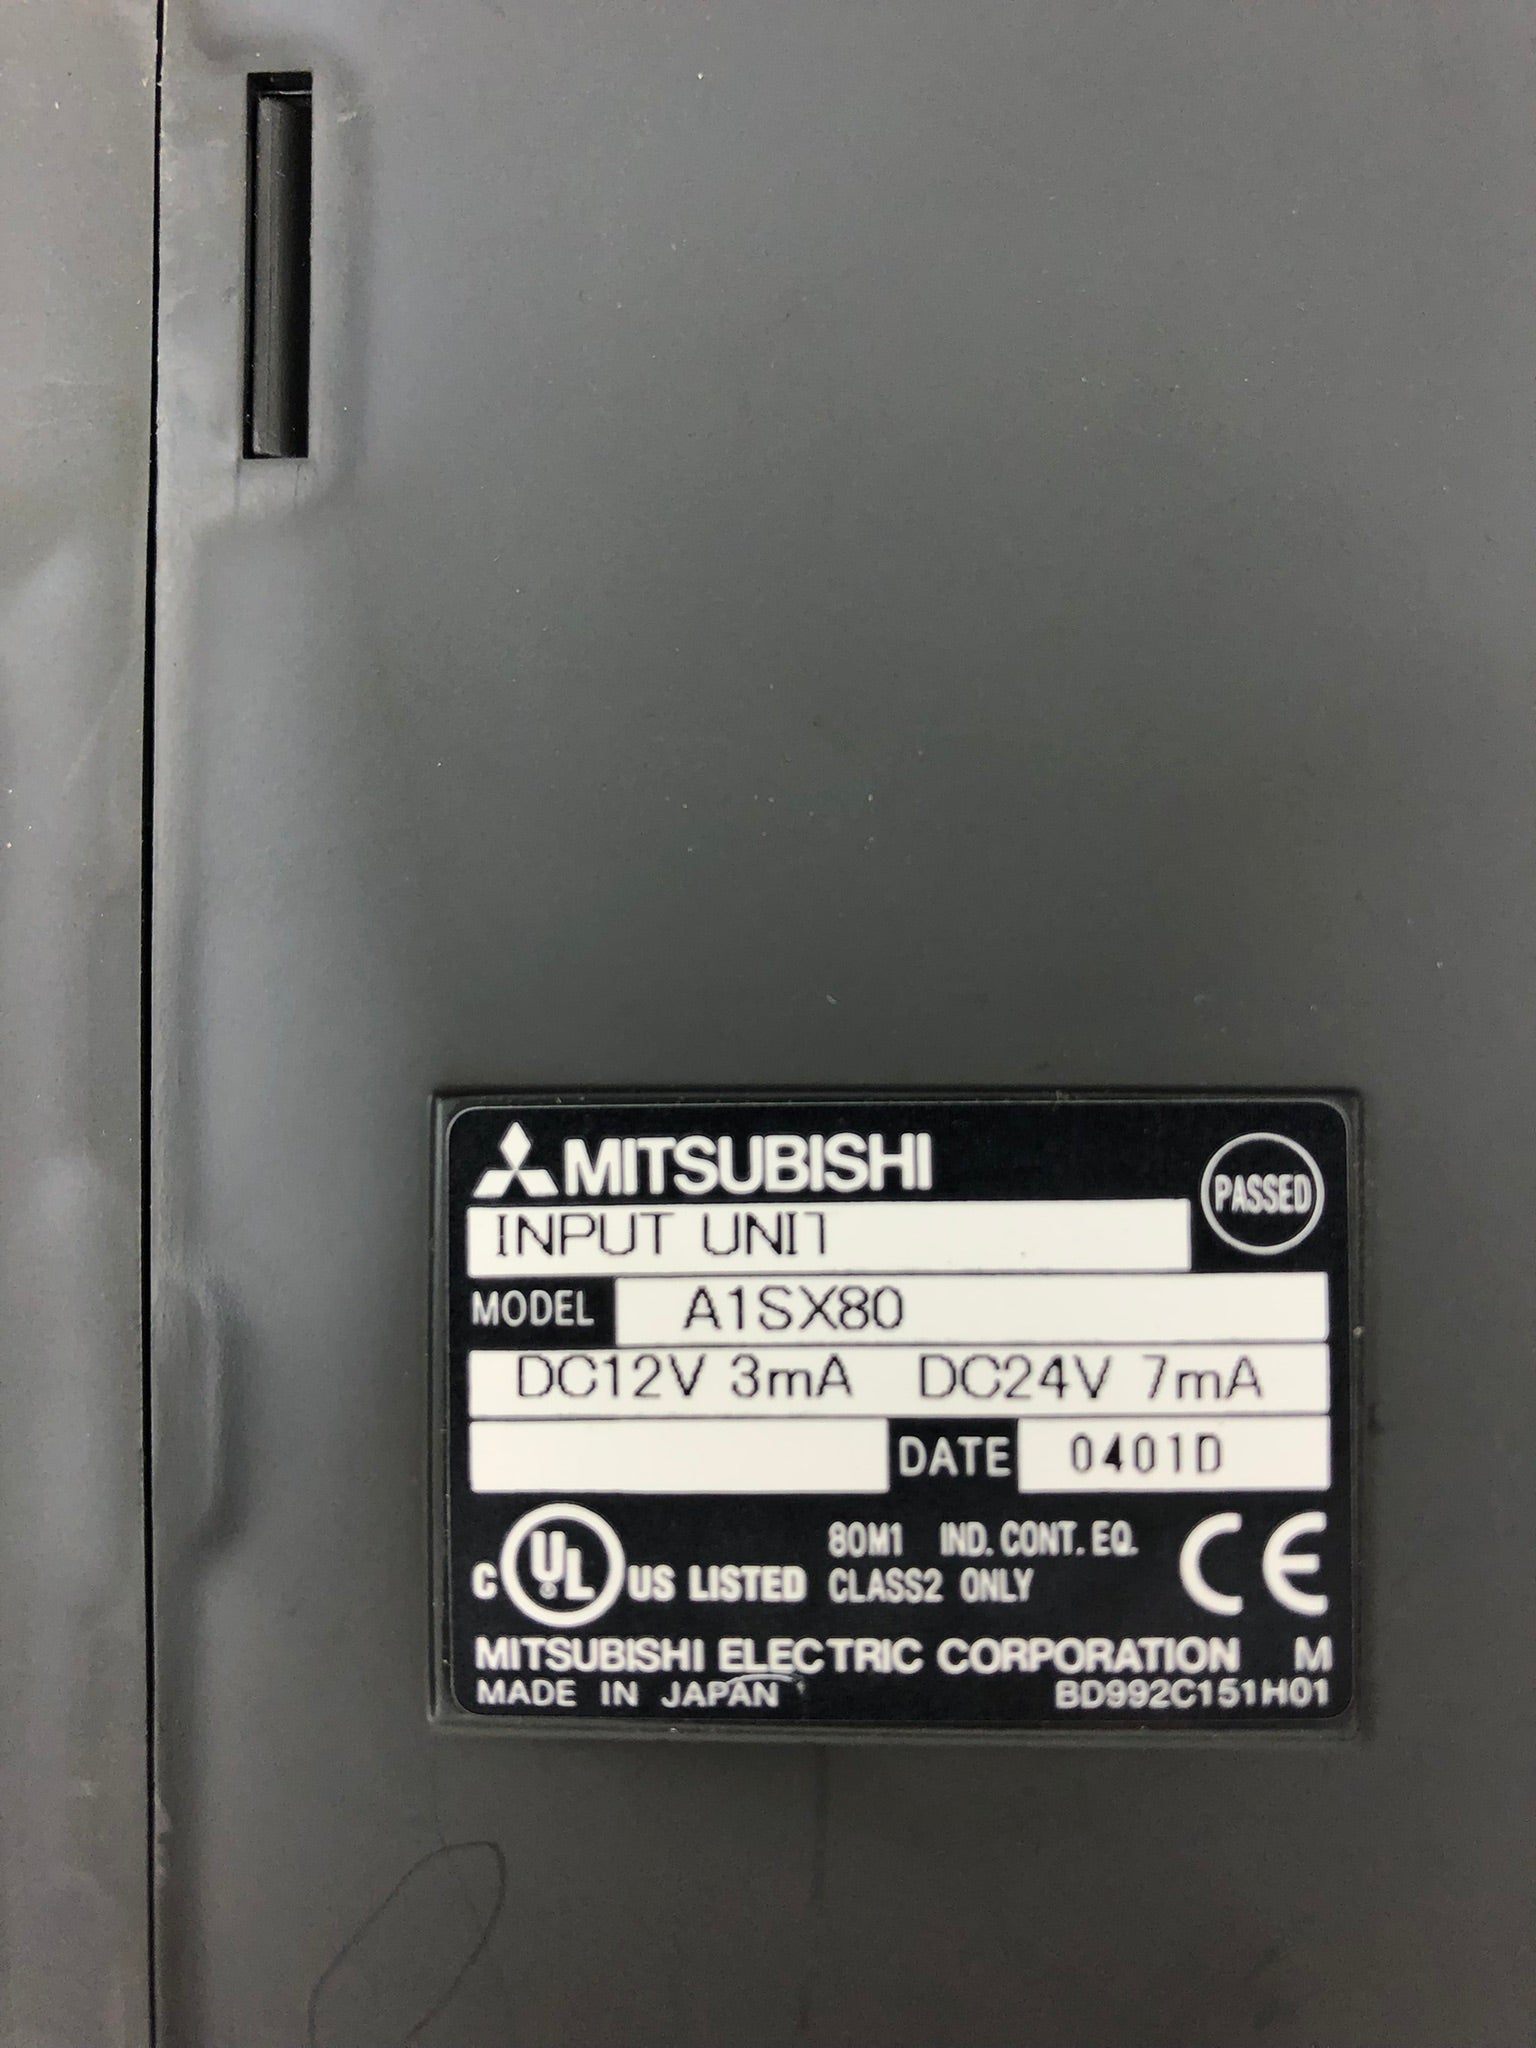 MITSUBISHI
PASSED
INPUT UNIT
MODEL A1SX80
DC12V 3mA DC24V 7mA
DATE 0401D
C UL ® US LISTED 80M1 IND. CONT. EQ.
CLASS2 ONLY CE
MITSUBISHI ELECTRIC CORPORATION M
MADE IN JAPAN BD992C151H01